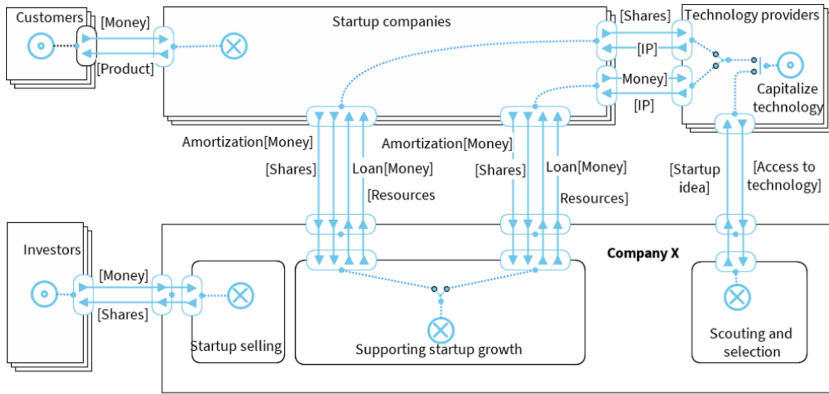 Customers
[Money]
[Product]
Startup companies
[Shares]
[IP]
Money]
[IP]
Technology providers
Capitalize
technology
Amortization[Money]
[Shares]
Loan[Money]
[Resources
Amortization[Money]
[Shares]
Loan[Money]
Resources]
[Startup
idea]
[Access to
technology]
Investors
[Money]
[Shares]
Company X
Startup selling
Supporting startup growth
Scouting and
selection